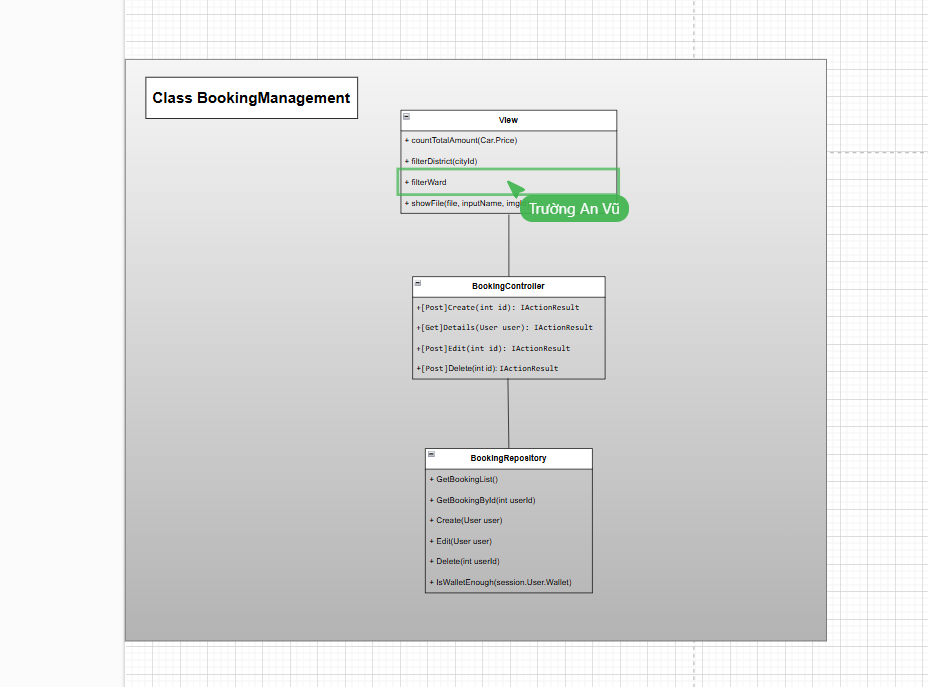 Class BookingManagement
View
+ countTotalAmount(Car.Price)
+ filterDistrict(cityId)
+ filterWard
+ showFile(file, inputName,
Trường An Vũ
BookingController
+[Post]Create(int id): IActionResult
+[Get]Details(User user): IActionResult
+[Post]Edit(int id): IActionResult
+[Post]Delete(int id): IActionResult
BookingRepository
+ GetBookingList()
+ GetBookingById(int userId)
+ Create(User user)
+ Edit(User user)
+ Delete(int userId)
+ IsWalletEnough(session.User.Wallet)